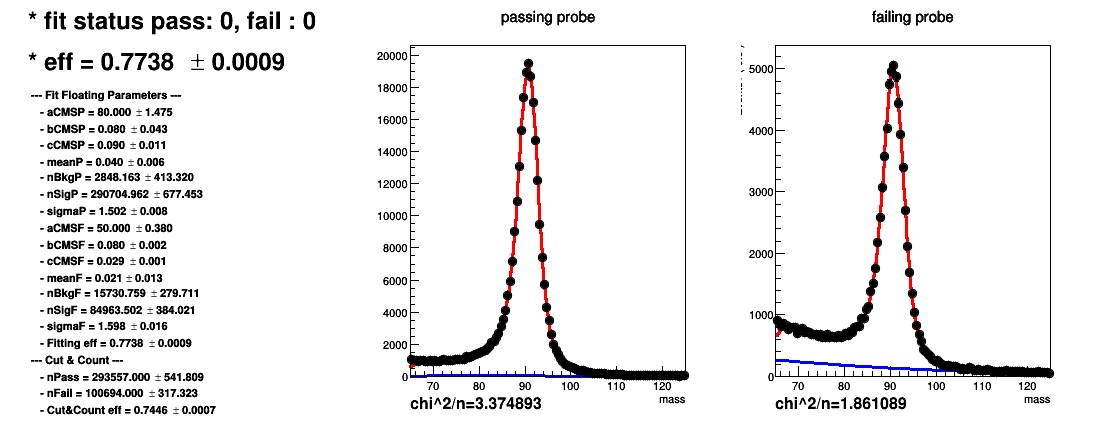 * fit status pass: 0, fail : 0
* eff = 0.7738 ± 0.0009
--- Fit Floating Parameters ---
- aCMSP = 80.000 ± 1.475
- bCMSP = 0.080 ± 0.043
- cCMSP = 0.090 ± 0.011
- meanP = 0.040 ± 0.006
- nBkgP = 2848.163 ± 413.320
- nSigP = 290704.962 ± 677.453
- sigmaP = 1.502 ± 0.008
- aCMSF = 50.000 ± 0.380
- bCMSF = 0.080 ± 0.002
- cCMSF = 0.029 ± 0.001
- meanF = 0.021 ± 0.013
- nBkgF = 15730.759 ± 279.711
- nSigF = 84963.502 ± 384.021
- sigmaF = 1.598 ± 0.016
- Fitting eff = 0.7738 ± 0.0009
--- Cut & Count ---
- nPass = 293557.000 ± 541.809
- nFail = 100694.000 ± 317.323
- Cut&Count eff = 0.7446 ± 0.0007
passing probe
20000
18000
16000
14000
12000
10000
8000
6000
4000
2000
0
70 80 90 100 110 120
mass
chi^2/n=3.374893
failing probe
5000
4000
3000
2000
1000
0
70 80 90 100 110 120
mass
chi^2/n=1.861089